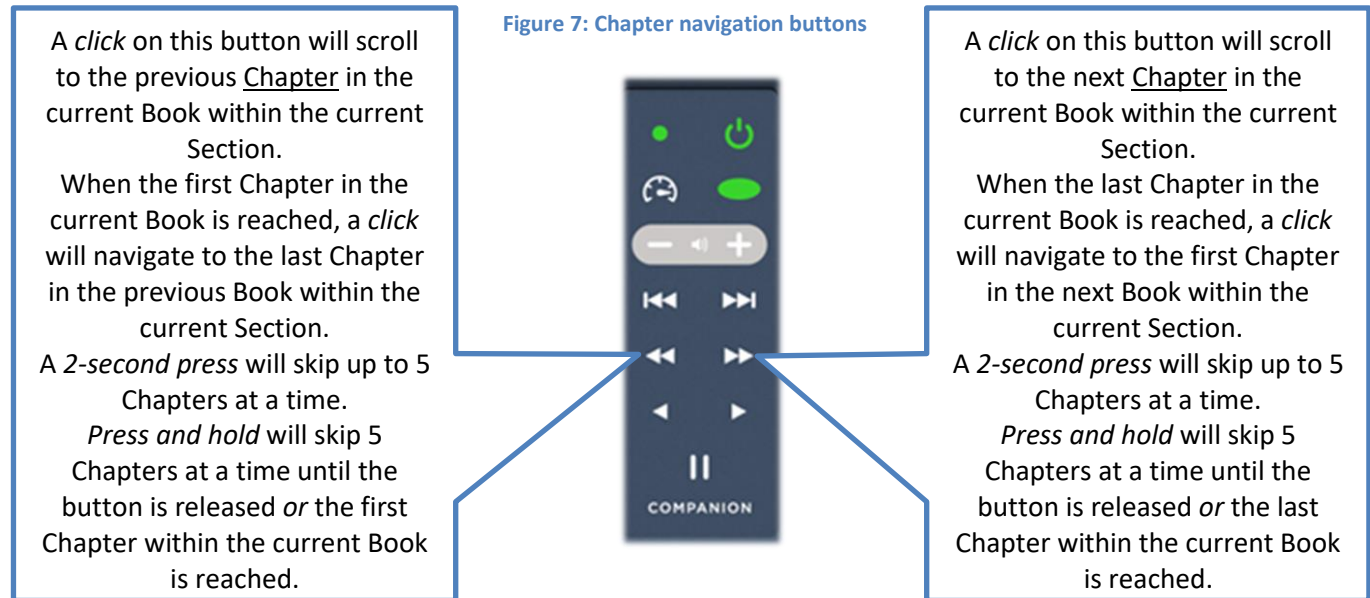 Figure 7: Chapter navigation buttons
A click on this button will scroll
to the previous Chapter in the
current Book within the current
Section.
When the first Chapter in the
current Book is reached, a click
will navigate to the last Chapter
in the previous Book within the
current Section.
A 2-second press will skip up to 5
Chapters at a time.
Press and hold will skip 5
Chapters at a time until the
button is released or the first
Chapter within the current Book
is reached.
COMPANION
A click on this button will scroll
to the next Chapter in the
current Book within the current
Section.
When the last Chapter in the
current Book is reached, a click
will navigate to the first Chapter
in the next Book within the
current Section.
A 2-second press will skip up to 5
Chapters at a time.
Press and hold will skip 5
Chapters at a time until the
button is released or the last
Chapter within the current Book
is reached.